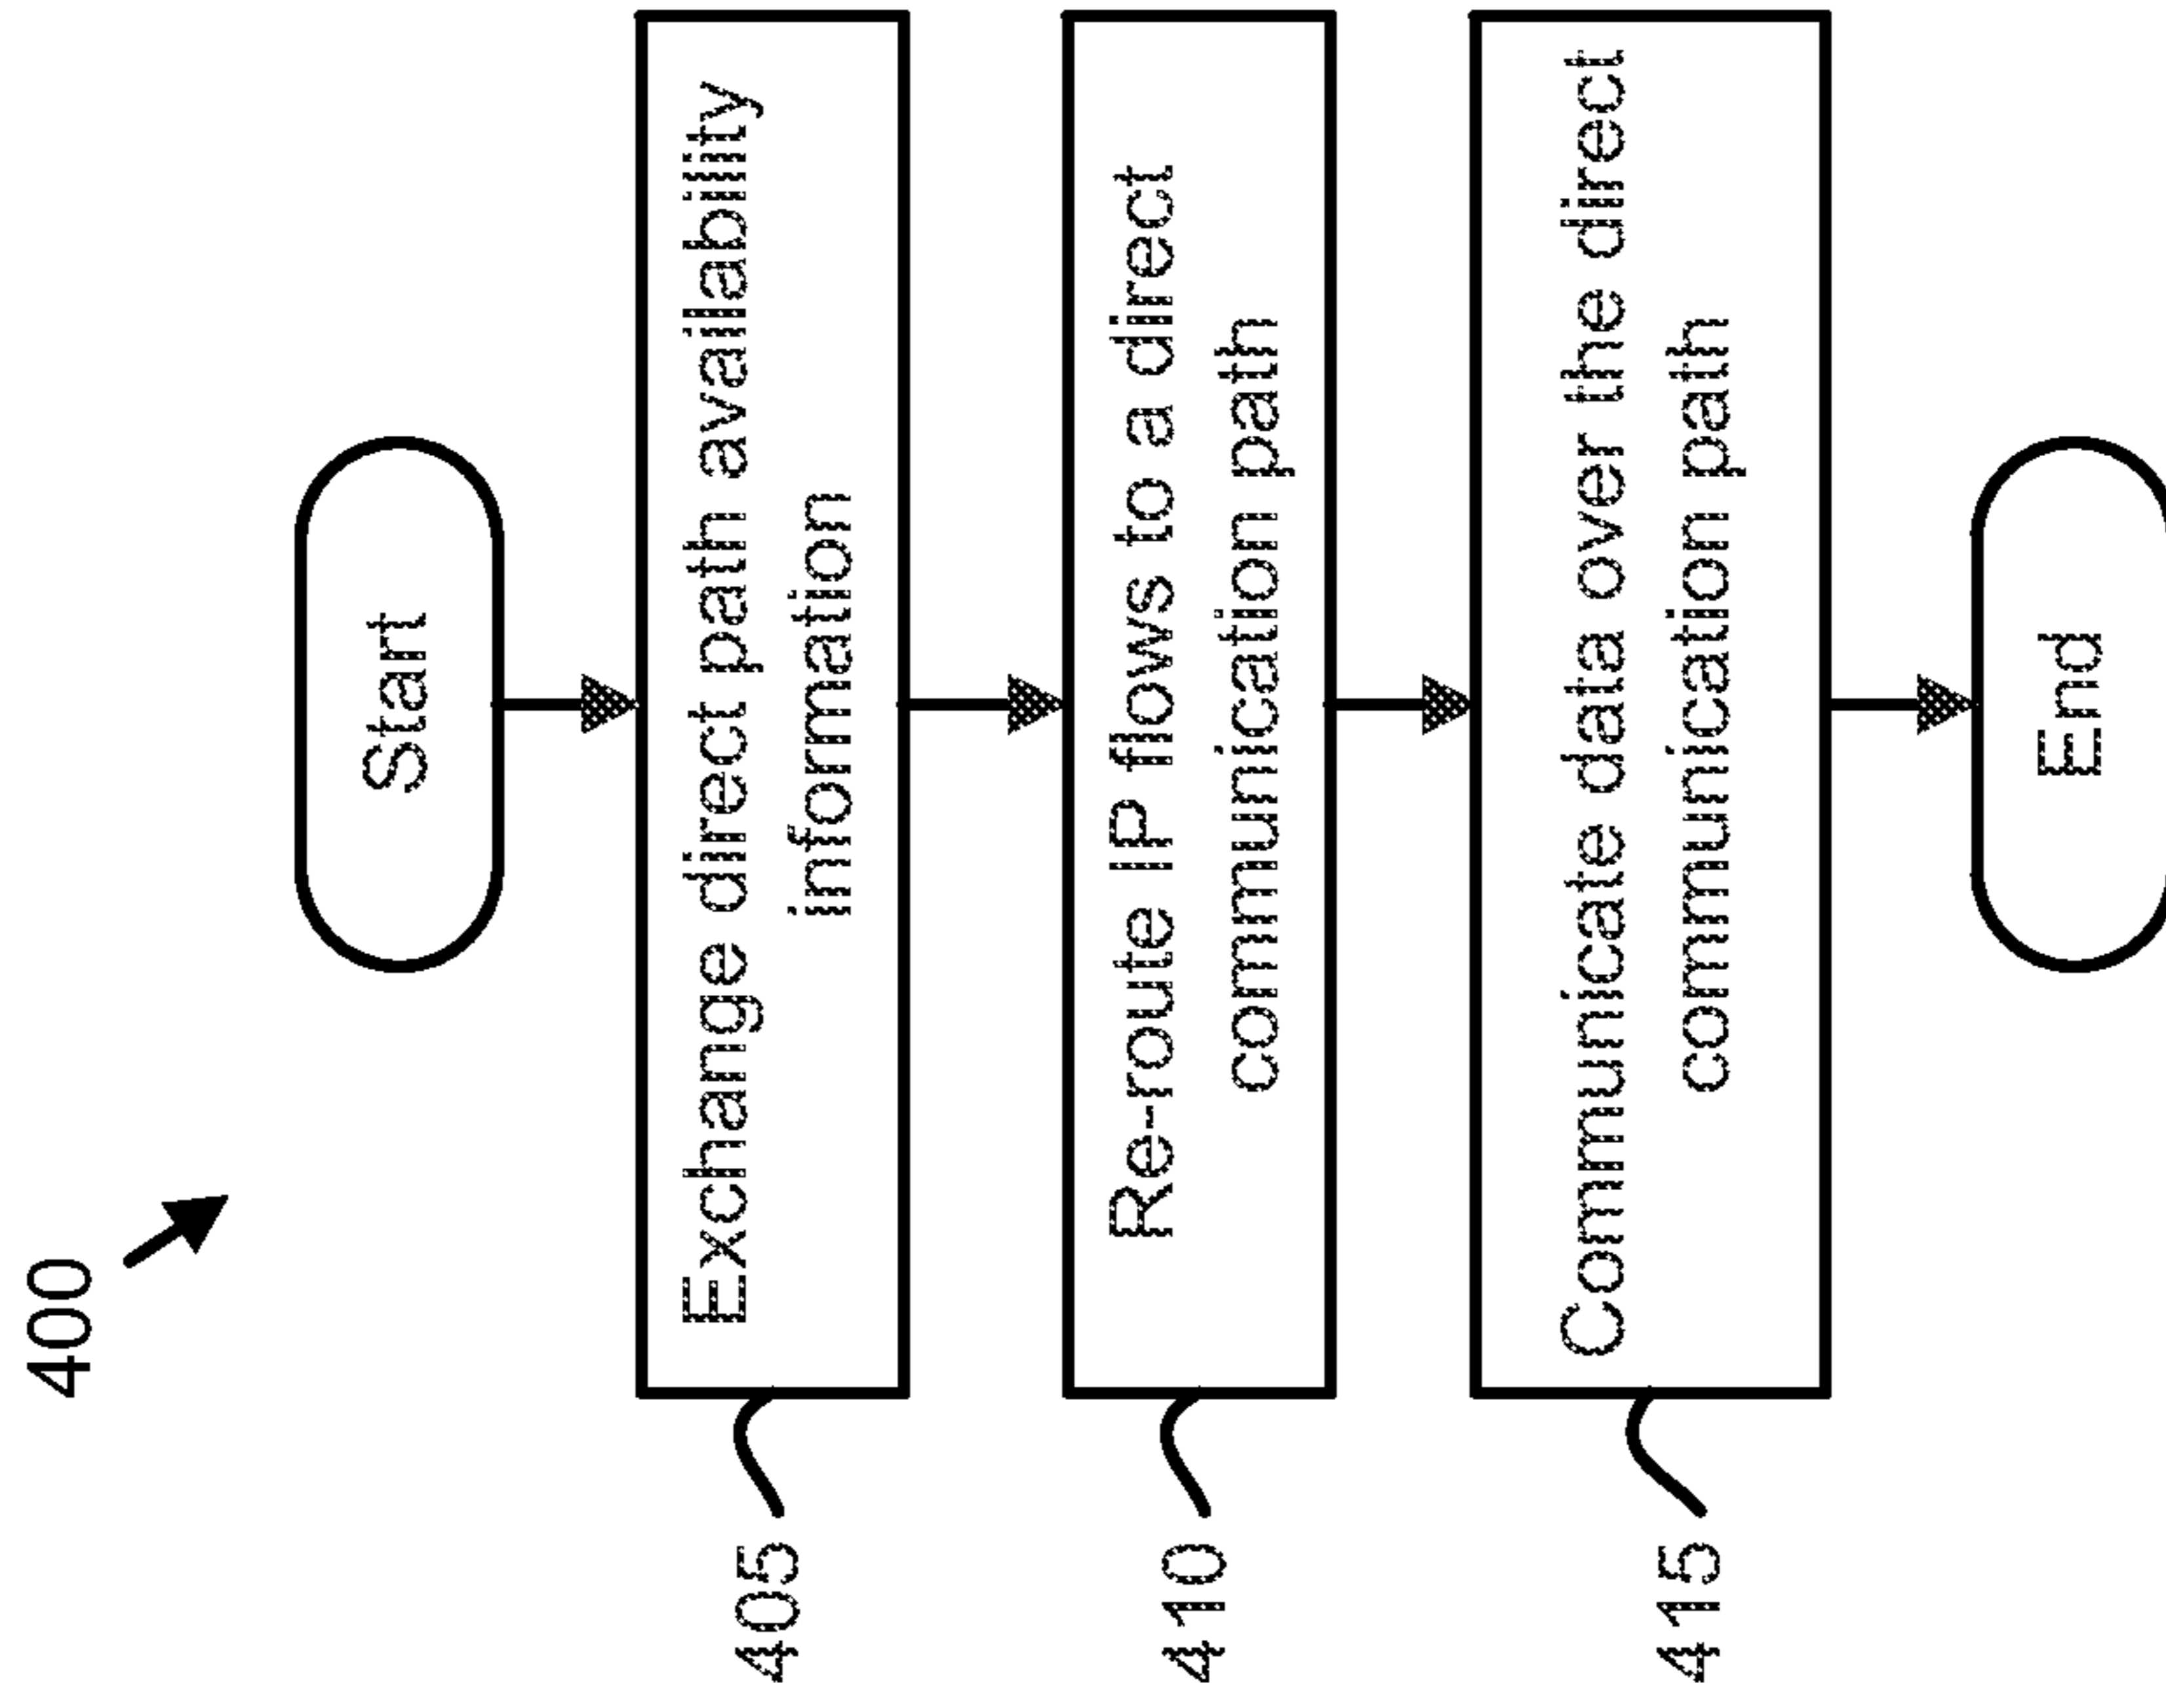 400
Start
405
Exchange direct path availability
information
410
Re-route IP flows to a direct
communication path
415
Communicate data over the direct
communication path
End